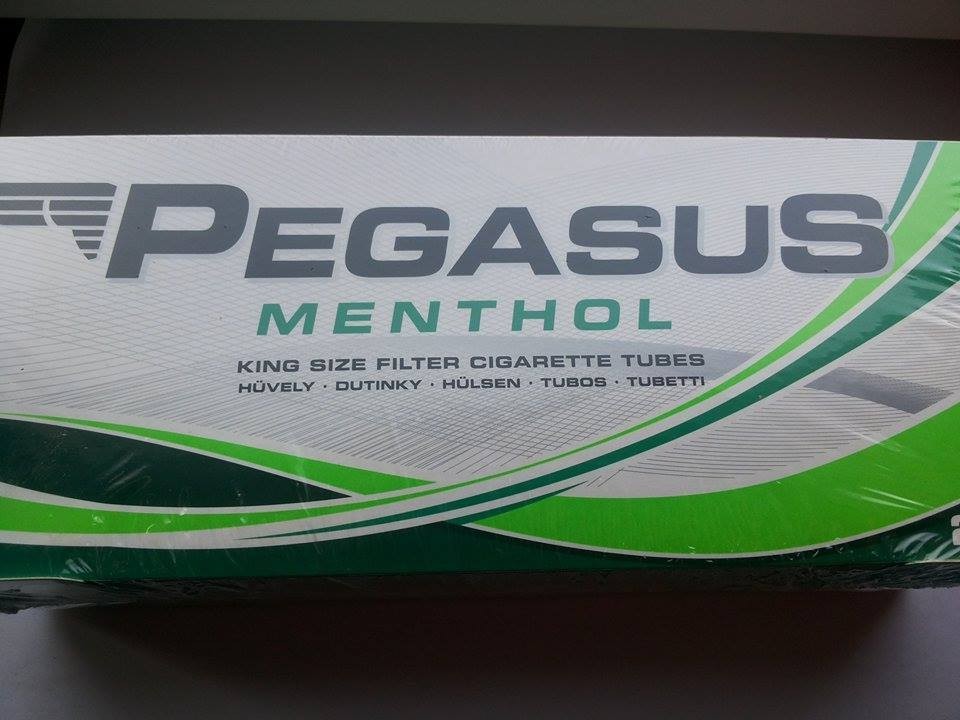 PEGASUS
MENTHOL
KING SIZE FILTER CIGARETTE TUBES
HÜVELY · DUTINKY · HÜLSEN · TUBOS · TUBETTI